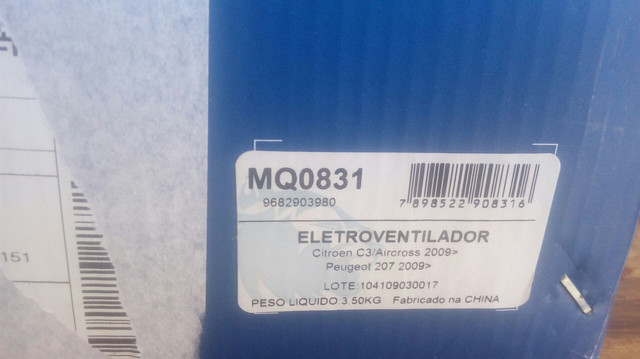 MQ0831
9682903980
7 898522 908316
ELETROVENTILADOR
Citroen C3/Aircross 2009>
Peugeot 207 2009>
LOTE 104109030017
PESO LIQUIDO 3.50KG Fabricado na CHINA
151